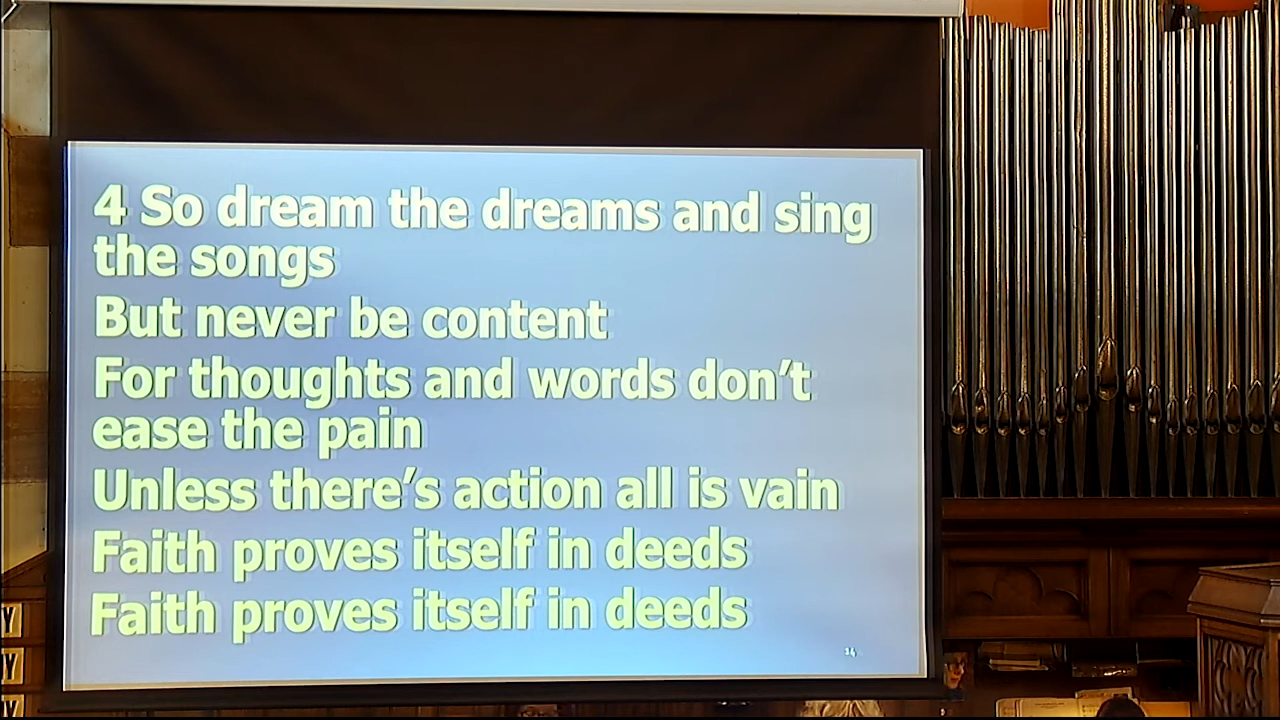 4 So dream the dreams and sing
the songs
But never be content
For thoughts and words don't
ease the pain
Unless there's action all is vain
Faith proves itself in deeds
Faith proves itself in deeds
Y
Y
Y